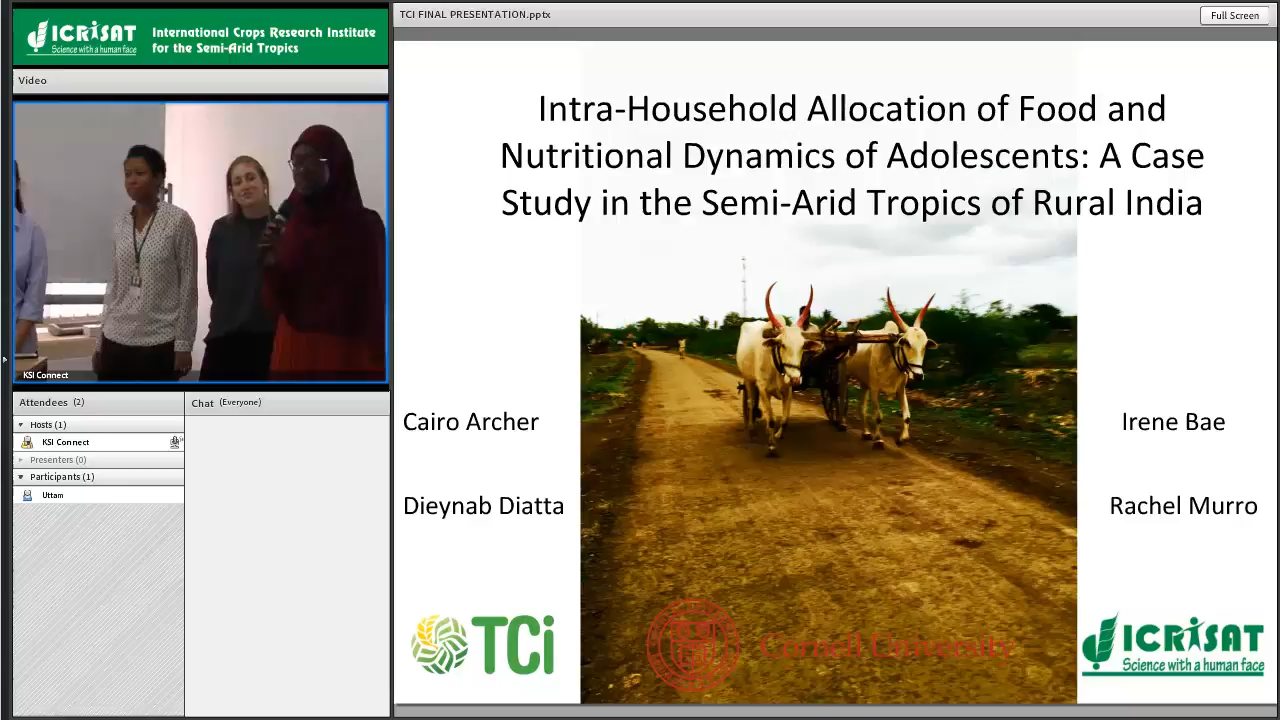 ICRISAT
Science with a human face
International Crops Research Institute
for the Semi-Arid Tropics
Video
KSI Connect
Attendees (2)
Hosts (1)
KSI Connect
Presenters (0)
Participants (1)
Uttam
Chat (Everyone)
TCI FINAL PRESENTATION.pptx
Full Screen
Intra-Household Allocation of Food and
Nutritional Dynamics of Adolescents: A Case
Study in the Semi-Arid Tropics of Rural India
Cairo Archer
Irene Bae
Dieynab Diatta
Rachel Murro
TCi
Cornell University
ICRISAT
Science with a human face